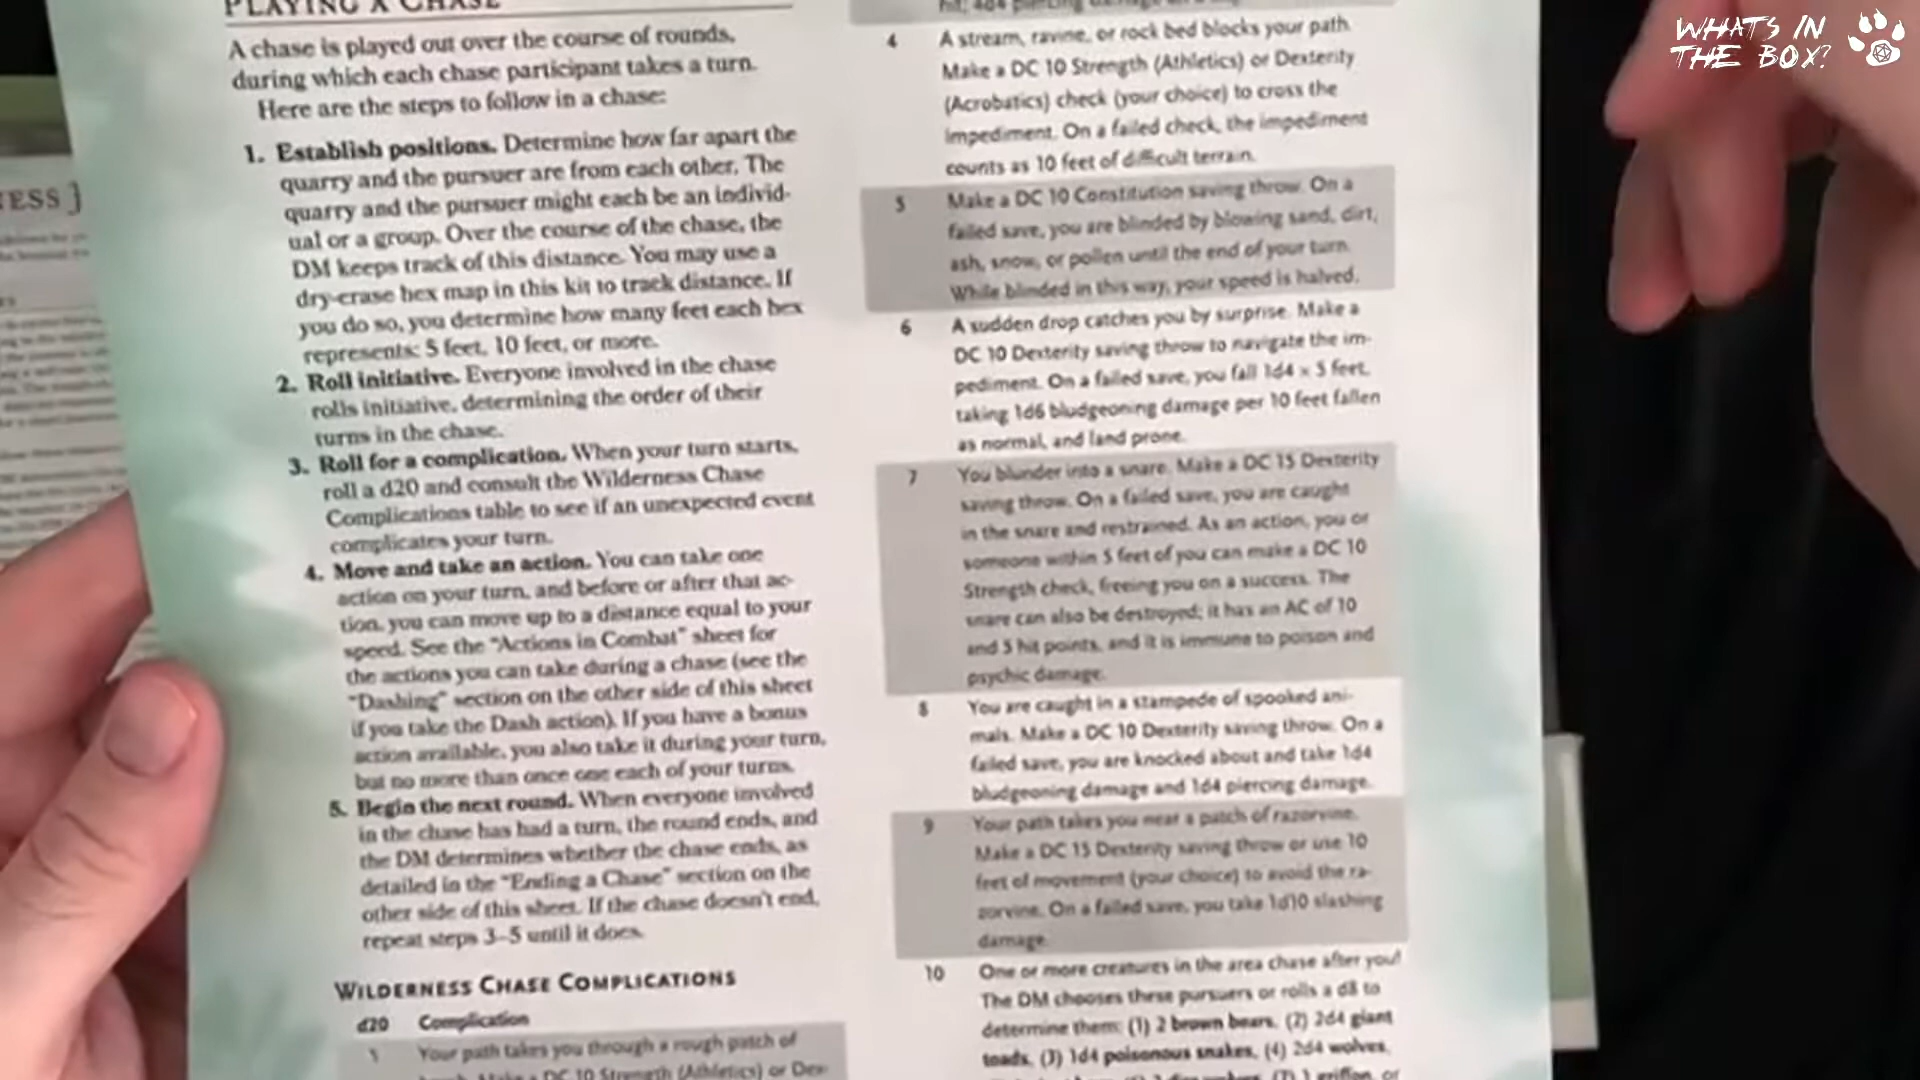 WHAT'S IN
THE BOX?
NESS]
PLAYING A CHASE
A chase is played out over the course of rounds,
during which each chase participant takes a turn.
Here are the steps to follow in a chase:
1. Establish positions. Determine how far apart the
quarry and the pursuer are from each other. The
quarry and the pursuer might each be an individ-
ual or a group. Over the course of the chase, the
DM keeps track of this distance. You may use a
dry-erase hex map in this kit to track distance. If
you do so, you determine how many feet each hex
represents: 5 feet, 10 feet, or more.
2. Roll initiative. Everyone involved in the chase
rolls initiative, determining the order of their
turns in the chase.
3. Roll for a complication. When your turn starts,
roll a d20 and consult the Wilderness Chase
Complications table to see if an unexpected event
complicates your turn.
4. Move and take an action. You can take one
action on your turn, and before or after that ac-
tion, you can move up to a distance equal to your
speed. See the "Actions in Combat" sheet for
the actions you can take during a chase (see the
"Dashing" section on the other side of this sheet
if you take the Dash action). If you have a bonus
action available, you also take it during your turn,
but no more than once one each of your turns.
5. Begin the next round. When everyone involved
in the chase has had a turn, the round ends, and
the DM determines whether the chase ends, as
detailed in the "Ending a Chase" section on the
other side of this sheet. If the chase doesn't end,
repeat steps 3–5 until it does.
WILDERNESS CHASE COMPLICATIONS
d20 Complication
1 Your path takes you through a rough patch of
Make a DC 10 Strength (Athletics) or Dex-
4 A stream, ravine, or rock bed blocks your path.
Make a DC 10 Strength (Athletics) or Dexterity
(Acrobatics) check (your choice) to cross the
impediment. On a failed check, the impediment
counts as 10 feet of difficult terrain.
5 Make a DC 10 Constitution saving throw. On a
failed save, you are blinded by blowing sand, dirt,
ash, snow, or pollen until the end of your turn.
While blinded in this way, your speed is halved.
6 A sudden drop catches you by surprise. Make a
DC 10 Dexterity saving throw to navigate the im-
pediment. On a failed save, you fall 1d4 × 5 feet,
taking 1d6 bludgeoning damage per 10 feet fallen
as normal, and land prone.
7 You blunder into a snare. Make a DC 15 Dexterity
saving throw. On a failed save, you are caught
in the snare and restrained. As an action, you or
someone within 5 feet of you can make a DC 10
Strength check, freeing you on a success. The
snare can also be destroyed; it has an AC of 10
and 5 hit points, and it is immune to poison and
psychic damage.
8 You are caught in a stampede of spooked ani-
mals. Make a DC 10 Dexterity saving throw. On a
failed save, you are knocked about and take 1d4
bludgeoning damage and 1d4 piercing damage.
9 Your path takes you near a patch of razorvine.
Make a DC 15 Dexterity saving throw or use 10
feet of movement (your choice) to avoid the ra-
zorvine. On a failed save, you take 1d10 slashing
damage.
10 One or more creatures in the area chase after you!
The DM chooses these pursuers or rolls a d8 to
determine them: (1) 2 brown bears, (2) 2d4 giant
toads, (3) 1d4 poisonous snakes, (4) 2d4 wolves,
(7) 1 griffon, or